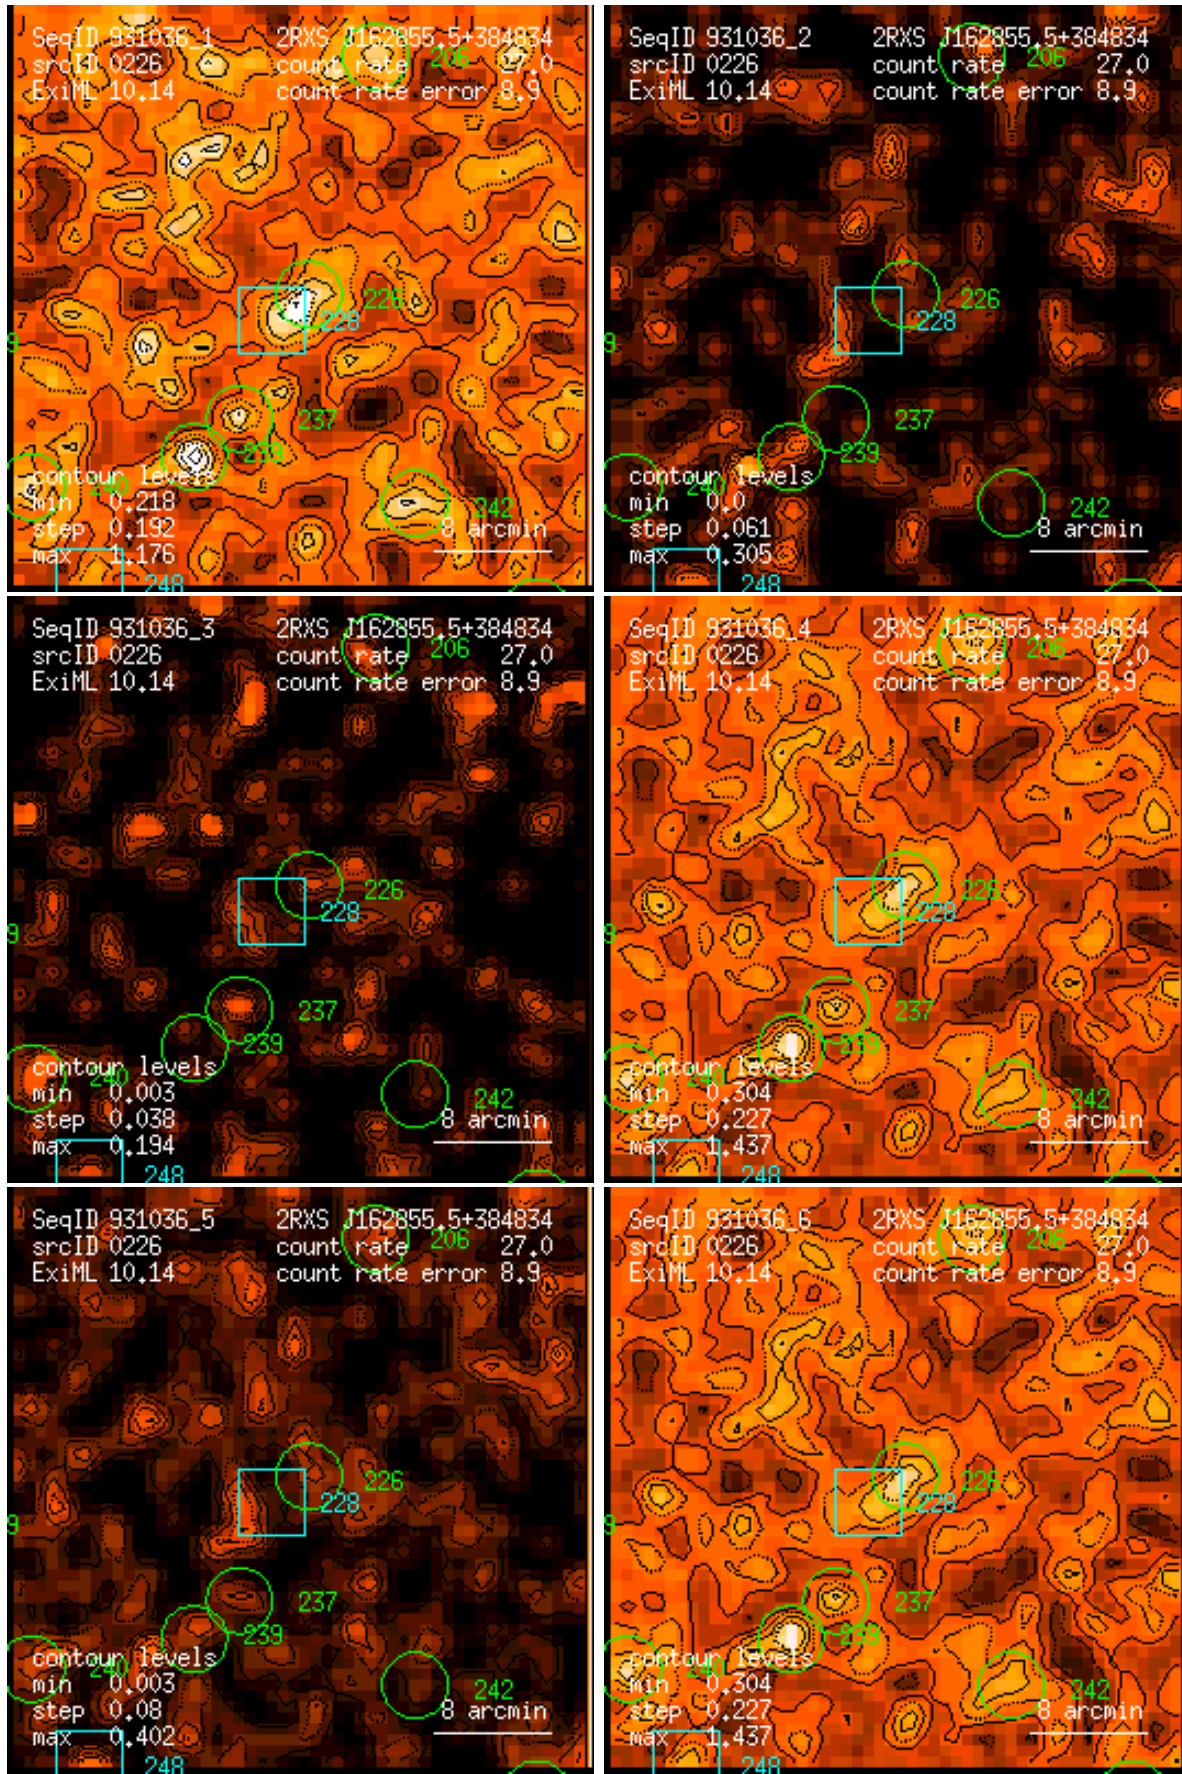 SeqID 931036_1 2RXS J162855.5+384834
srcID 0226 count rate 206 27.0
ExiML 10.14 count rate error 8.9
226
228
9
237
239
contour levels
240
min 0.218 242
step 0.192 8 arcmin
max 1.176
248
SeqID 931036_2 2RXS J162855.5+384834
srcID 0226 count rate 206 27.0
ExiML 10.14 count rate error 8.9
226
228
9
237
239
contour levels
240
min 0.0 242
step 0.061 8 arcmin
max 0.305
248
SeqID 931036_3 2RXS J162855.5+384834
srcID 0226 count rate 206 27.0
ExiML 10.14 count rate error 8.9
226
228
9
237
239
contour levels
240
min 0.003 242
step 0.038 8 arcmin
max 0.194
248
SeqID 931036_4 2RXS J162855.5+384834
srcID 0226 count rate 206 27.0
ExiML 10.14 count rate error 8.9
226
228
9
237
239
contour levels
240
min 0.304 242
step 0.227 8 arcmin
max 1.437
248
SeqID 931036_5 2RXS J162855.5+384834
srcID 0226 count rate 206 27.0
ExiML 10.14 count rate error 8.9
226
228
9
237
239
contour levels
240
min 0.003 242
step 0.08 8 arcmin
max 0.402
248
SeqID 931036_6 2RXS J162855.5+384834
srcID 0226 count rate 206 27.0
ExiML 10.14 count rate error 8.9
226
228
9
237
239
contour levels
240
min 0.304 242
step 0.227 8 arcmin
max 1.437
248